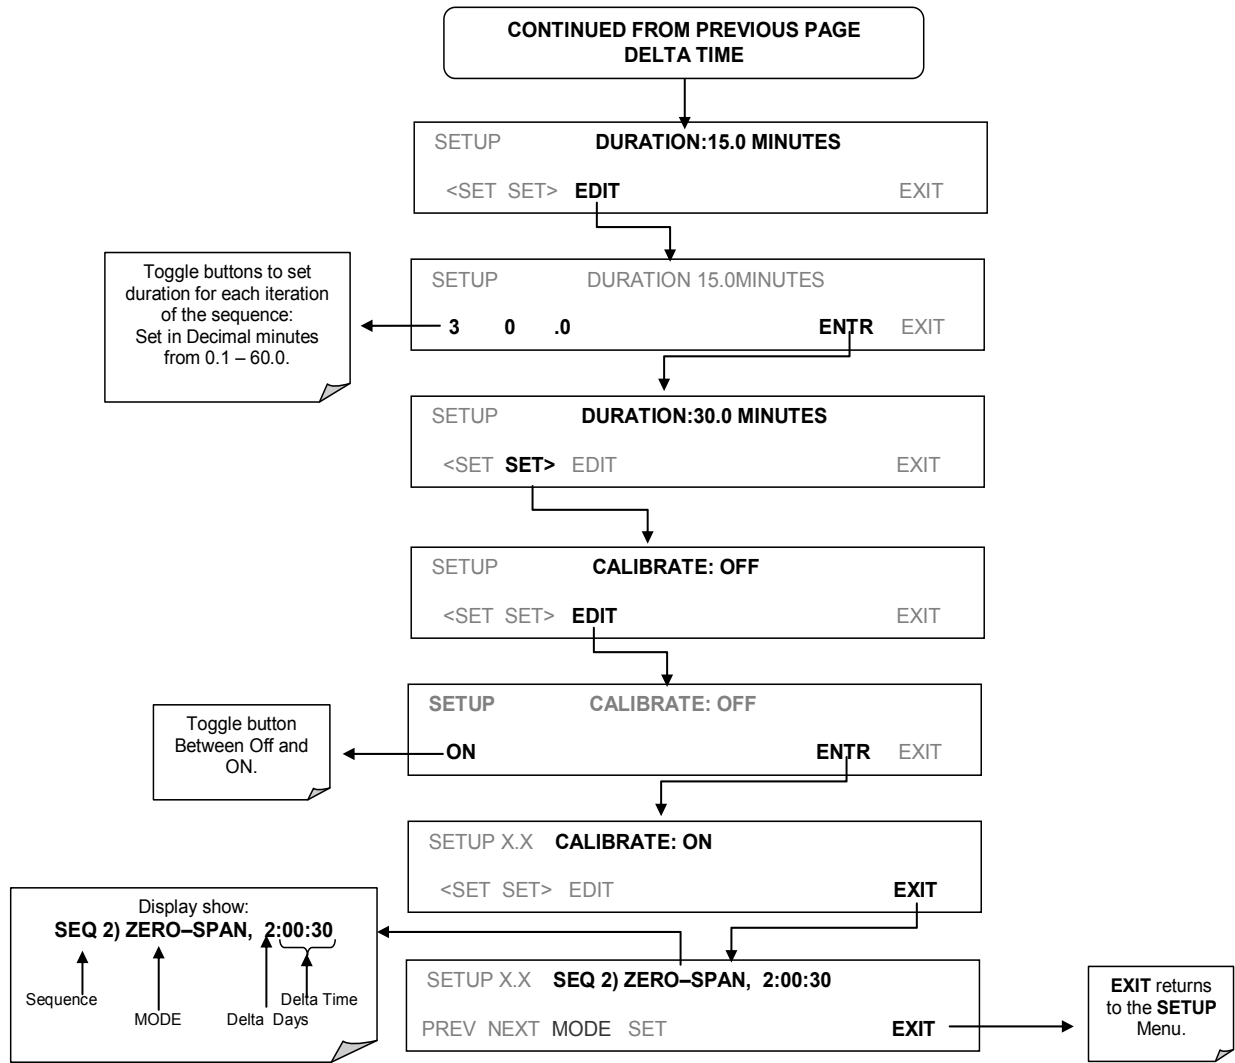 CONTINUED FROM PREVIOUS PAGE
DELTA TIME
SETUP DURATION:15.0 MINUTES
<SET SET> EDIT EXIT
Toggle buttons to set
duration for each iteration
of the sequence:
Set in Decimal minutes
from 0.1 – 60.0.
SETUP DURATION 15.0MINUTES
3 0 .0 ENTR EXIT
SETUP DURATION:30.0 MINUTES
<SET SET> EDIT EXIT
SETUP CALIBRATE: OFF
<SET SET> EDIT EXIT
Toggle button
Between Off and
ON.
SETUP CALIBRATE: OFF
ON ENTR EXIT
SETUP X.X CALIBRATE: ON
<SET SET> EDIT EXIT
Display show:
SEQ 2) ZERO–SPAN, 2:00:30
Sequence
MODE
Delta Days
Delta Time
SETUP X.X SEQ 2) ZERO–SPAN, 2:00:30
PREV NEXT MODE SET EXIT
EXIT returns
to the SETUP
Menu.